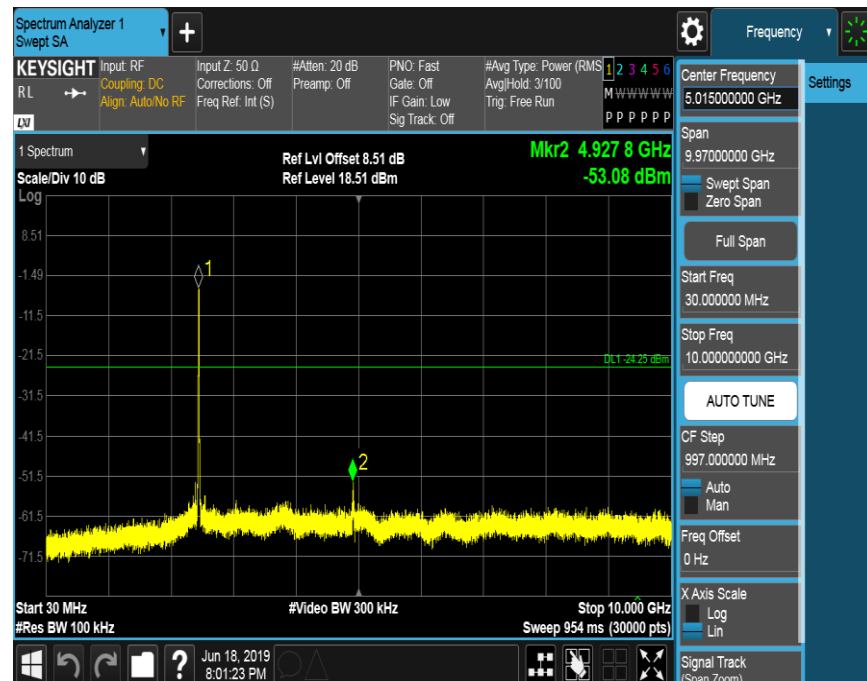 Spectrum Analyzer 1
Swept SA
+
Frequency
KEYSIGHT
RL
LXI
Input: RF
Coupling: DC
Align: Auto/No RF
Input Z: 50 Ω
Corrections: Off
Freq Ref: Int (S)
#Atten: 20 dB
Preamp: Off
PNO: Fast
Gate: Off
IF Gain: Low
Sig Track: Off
#Avg Type: Power (RMS
Avg|Hold: 3/100
Trig: Free Run
1 2 3 4 5 6
M W W W W W
P P P P P P
Center Frequency
5.015000000 GHz
Settings
1 Spectrum
Scale/Div 10 dB
Ref Lvl Offset 8.51 dB
Ref Level 18.51 dBm
Mkr2 4.927 8 GHz
-53.08 dBm
Span
9.97000000 GHz
Swept Span
Zero Span
Full Span
Start Freq
30.000000 MHz
Stop Freq
10.000000000 GHz
AUTO TUNE
CF Step
997.000000 MHz
Auto
Man
Freq Offset
0 Hz
X Axis Scale
Log
Lin
Signal Track
(Span Zoom)
Log
8.51
-1.49
-11.5
-21.5
-31.5
-41.5
-51.5
-61.5
-71.5
1
DL1 -24.25 dBm
2
Start 30 MHz
#Res BW 100 kHz
#Video BW 300 kHz
Stop 10.000 GHz
Sweep 954 ms (30000 pts)
?
Jun 18, 2019
8:01:23 PM